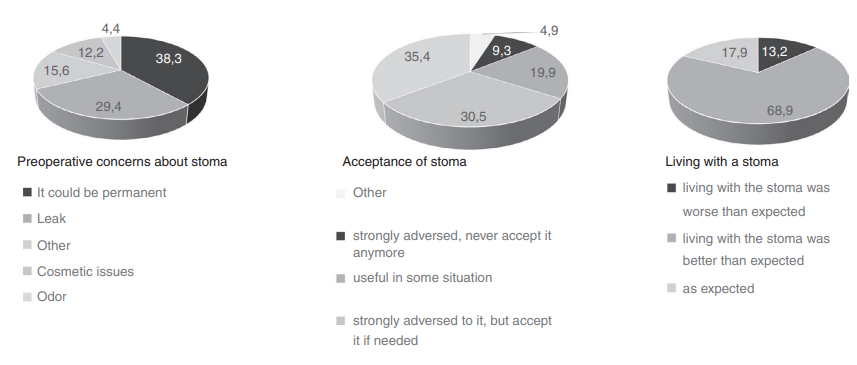 4,4
12,2
38,3
15,6
29,4
Preoperative concerns about stoma
It could be permanent
Leak
Other
Cosmetic issues
Odor
4,9
9,3
35,4
19,9
30,5
Acceptance of stoma
Other
strongly adversed, never accept it
anymore
useful in some situation
strongly adversed to it, but accept
it if needed
17,9
13,2
68,9
Living with a stoma
living with the stoma was
worse than expected
living with the stoma was
better than expected
as expected